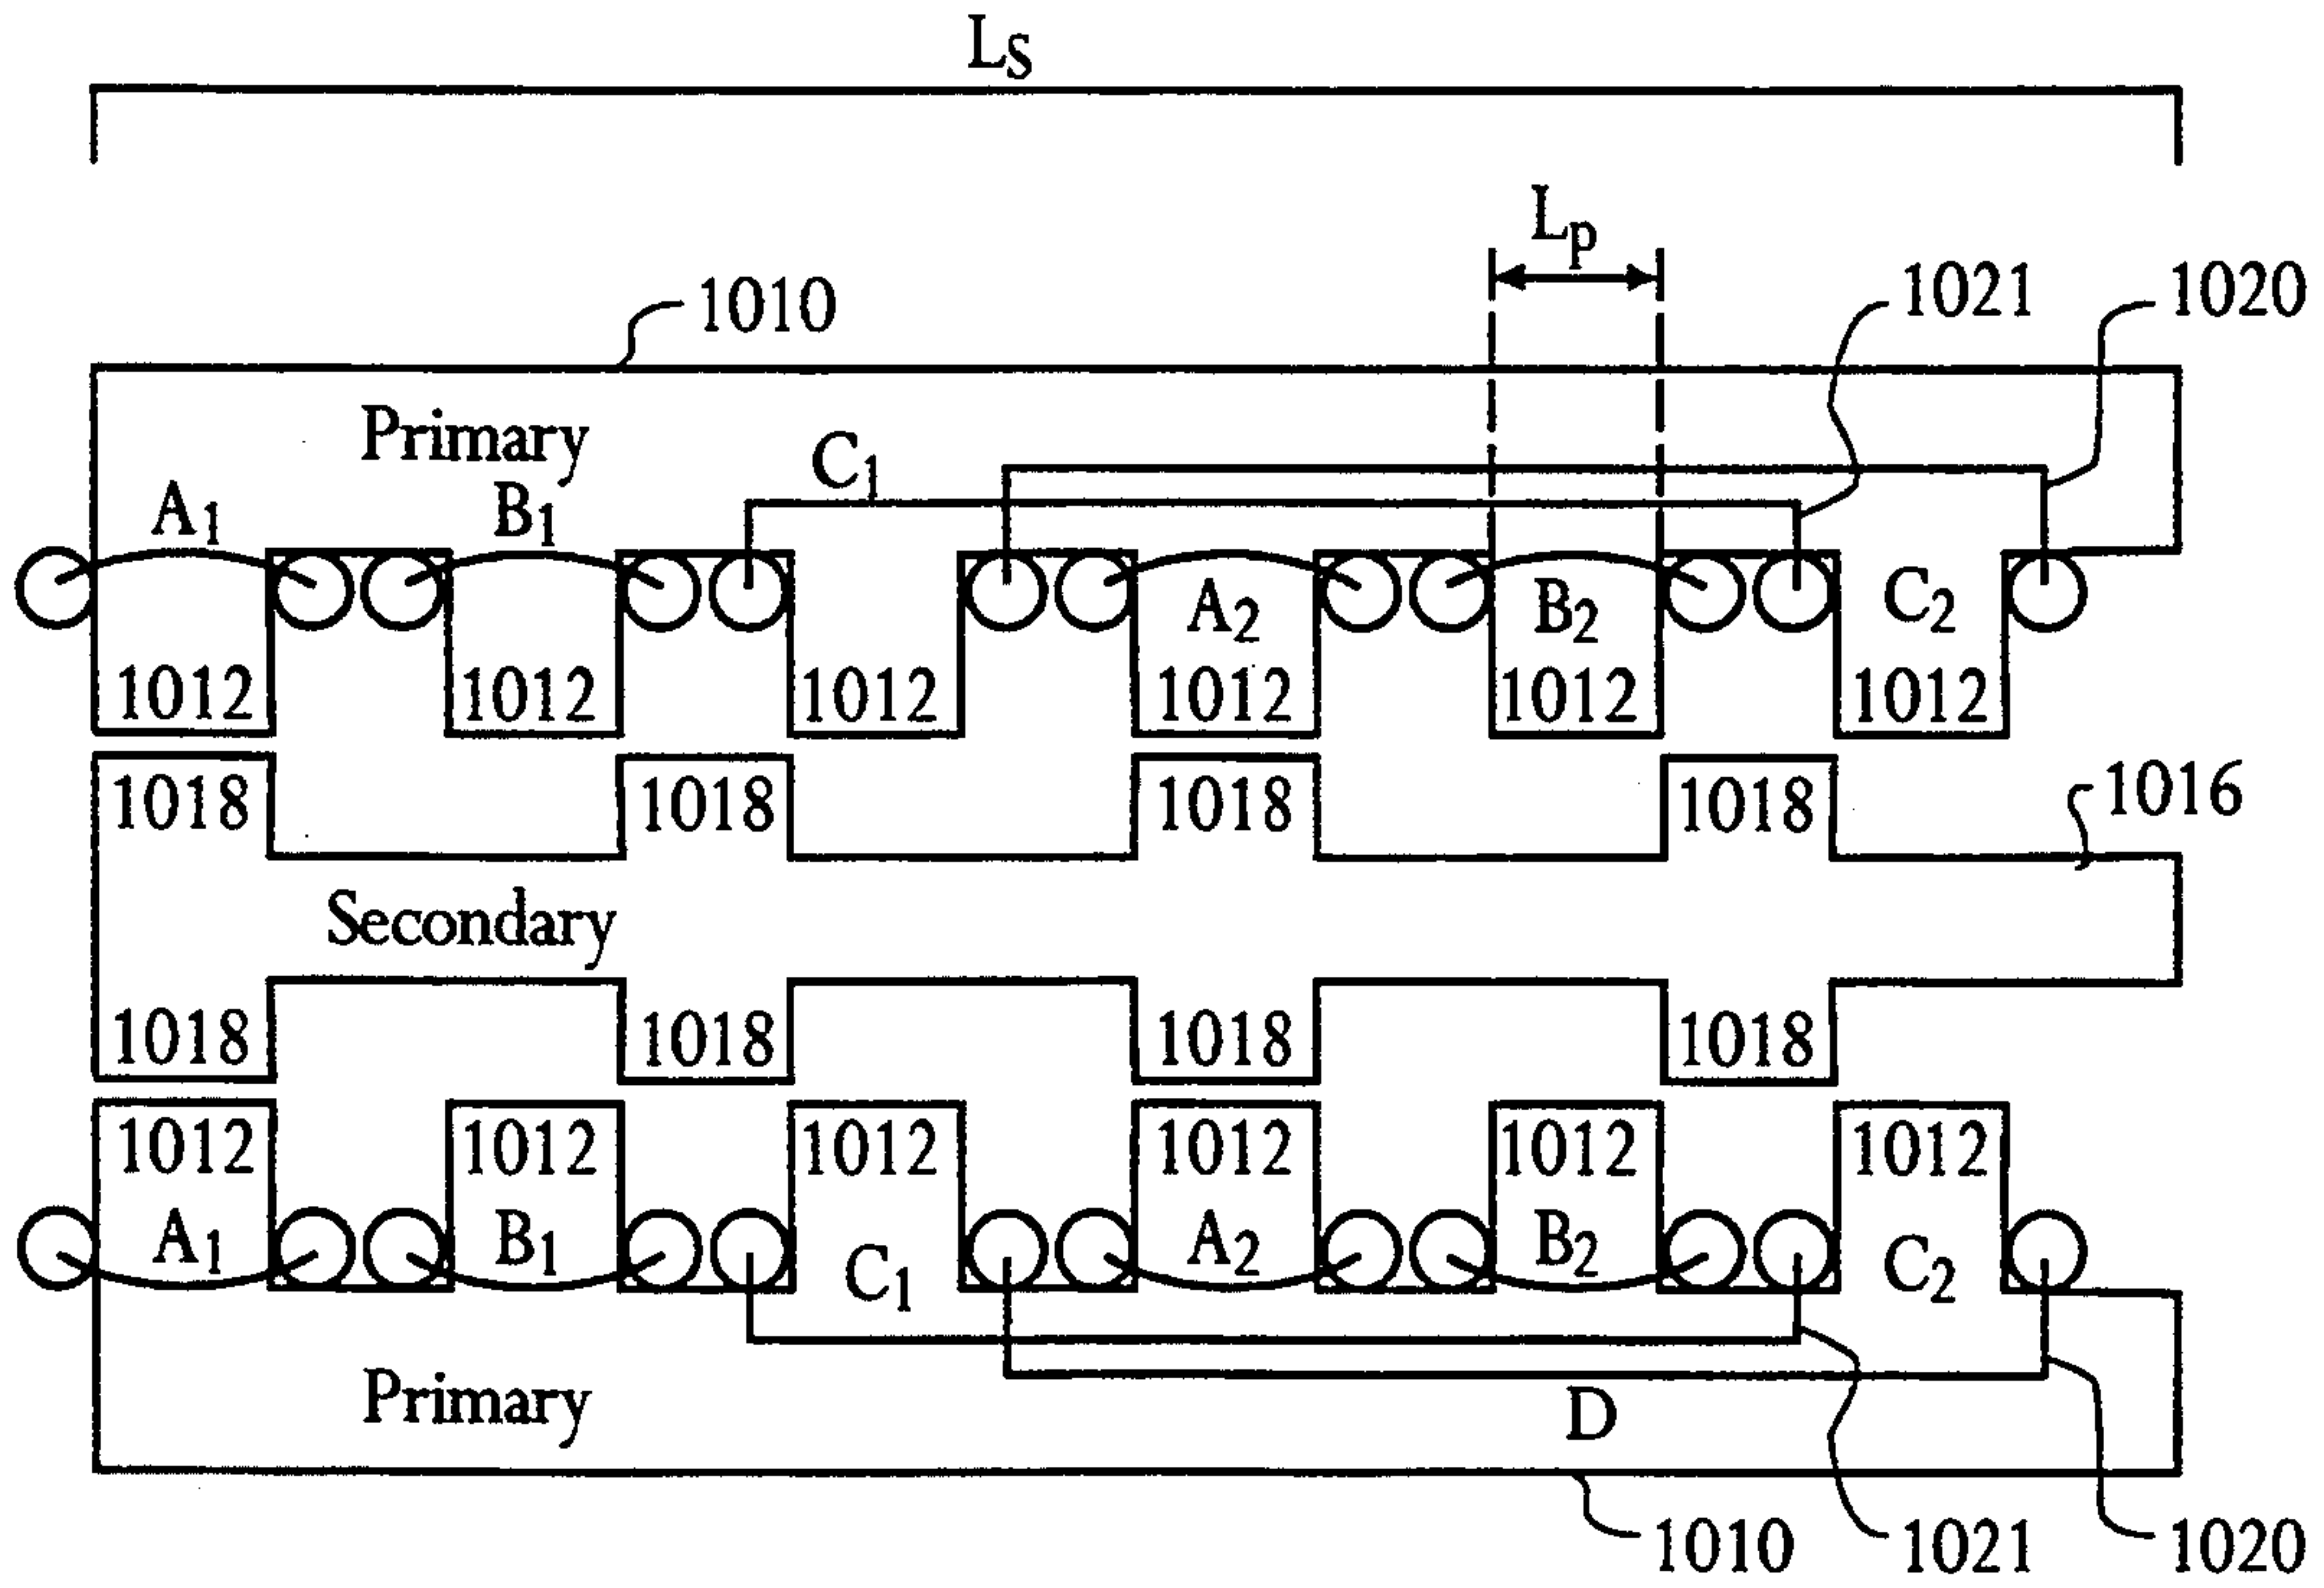 LS
Lp
1010
1021
1020
Primary
C1
A1
B1
A2
B2
C2
1012 1012 1012 1012 1012 1012
1018 1018 1018 1018
1016
Secondary
1018 1018 1018 1018
1012 1012 1012 1012 1012 1012
A1 B1 C1 A2 B2 C2
Primary
D
1010
1021
1020